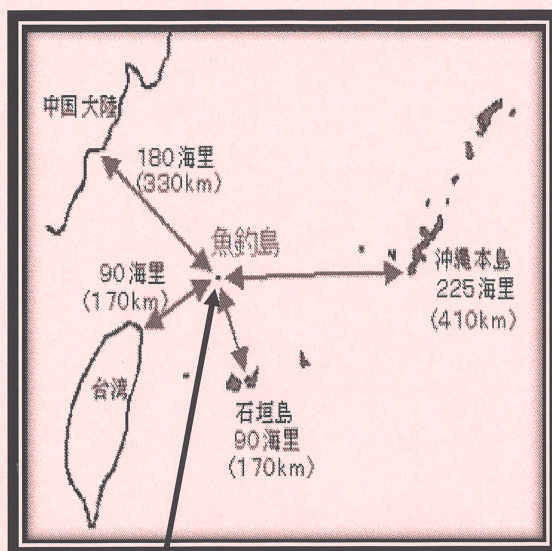 中国大陸
180海里
(330km)
魚釣島
90海里
(170km)
沖縄本島
225海里
(410km)
台湾
石垣島
90海里
(170km)